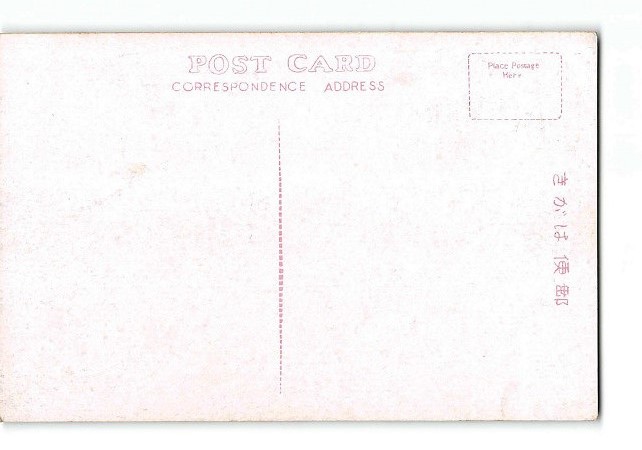 POST CARD
CORRESPONDENCE ADDRESS
Place Postage
Here
きがは便郵